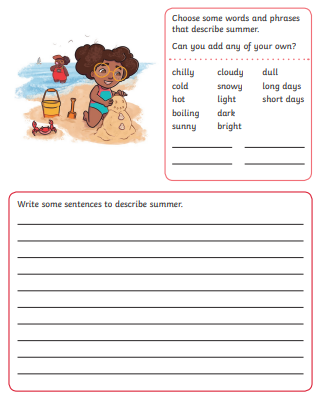 Choose some words and phrases
that describe summer.
Can you add any of your own?
chilly cloudy dull
cold snowy long days
hot light short days
boiling dark
sunny bright
Write some sentences to describe summer.